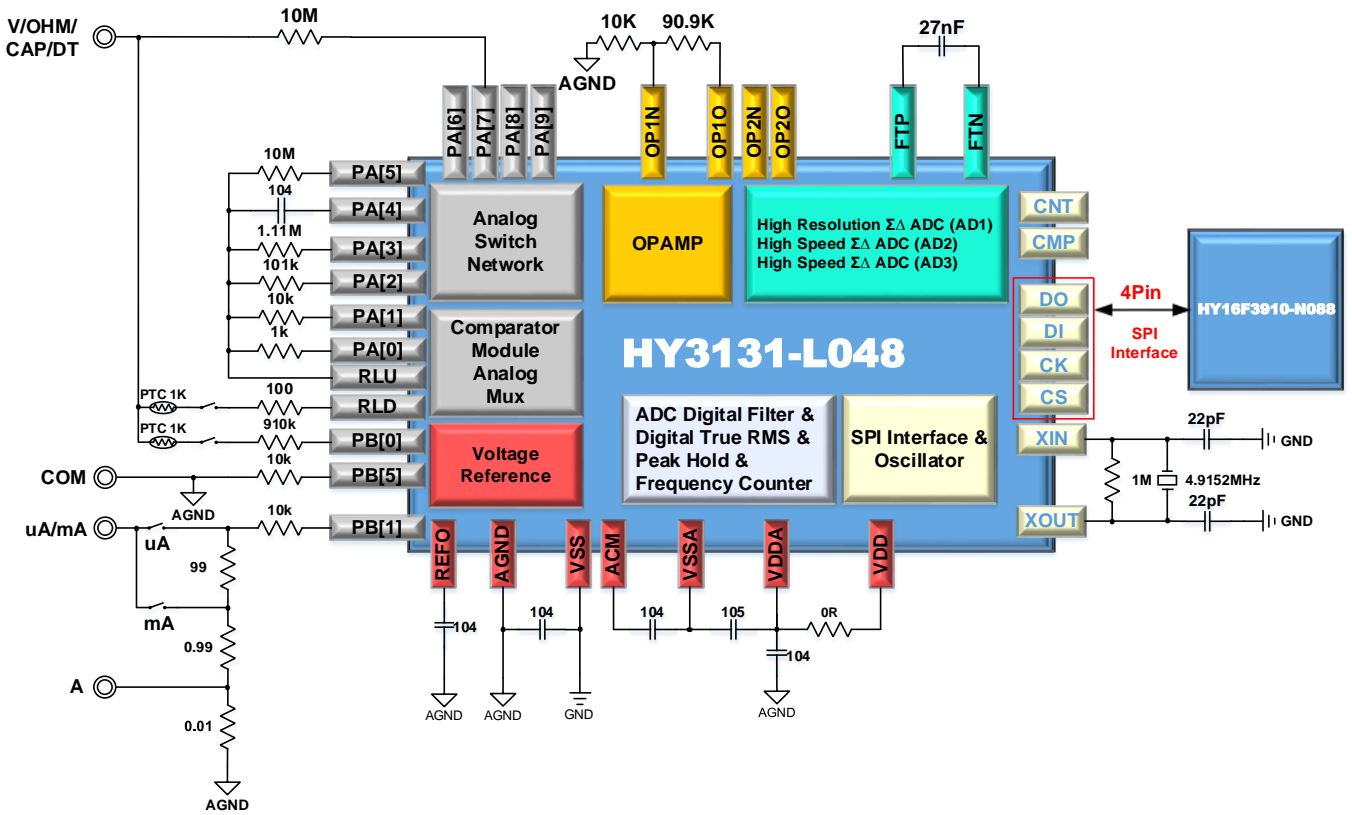 V/OHM/
CAP/DT
10M
10K
90.9K
AGND
27nF
PA[6]
PA[7]
PA[8]
PA[9]
OP1N
OP1O
OP2N
OP2O
FTP
FTN
10M
PA[5]
104
PA[4]
1.11M
PA[3]
101k
PA[2]
10k
PA[1]
1k
PA[0]
RLU
PTC 1K
100
RLD
PTC 1K
910k
PB[0]
COM
10k
PB[5]
AGND
uA/mA
uA
10k
PB[1]
99
mA
0.99
A
0.01
AGND
Analog
Switch
Network
OPAMP
High Resolution Σ∆ ADC (AD1)
High Speed Σ∆ ADC (AD2)
High Speed Σ∆ ADC (AD3)
Comparator
Module
Analog
Mux
HY3131-L048
Voltage
Reference
ADC Digital Filter &
Digital True RMS &
Peak Hold &
Frequency Counter
SPI Interface &
Oscillator
CNT
CMP
DO
DI
CK
CS
4Pin
SPI
Interface
HY16F3910-N088
XIN
22pF
GND
1M
4.9152MHz
22pF
XOUT
GND
REFO
AGND
VSS
ACM
VSSA
VDDA
VDD
104
104
104
105
0R
104
AGND
AGND
GND
AGND